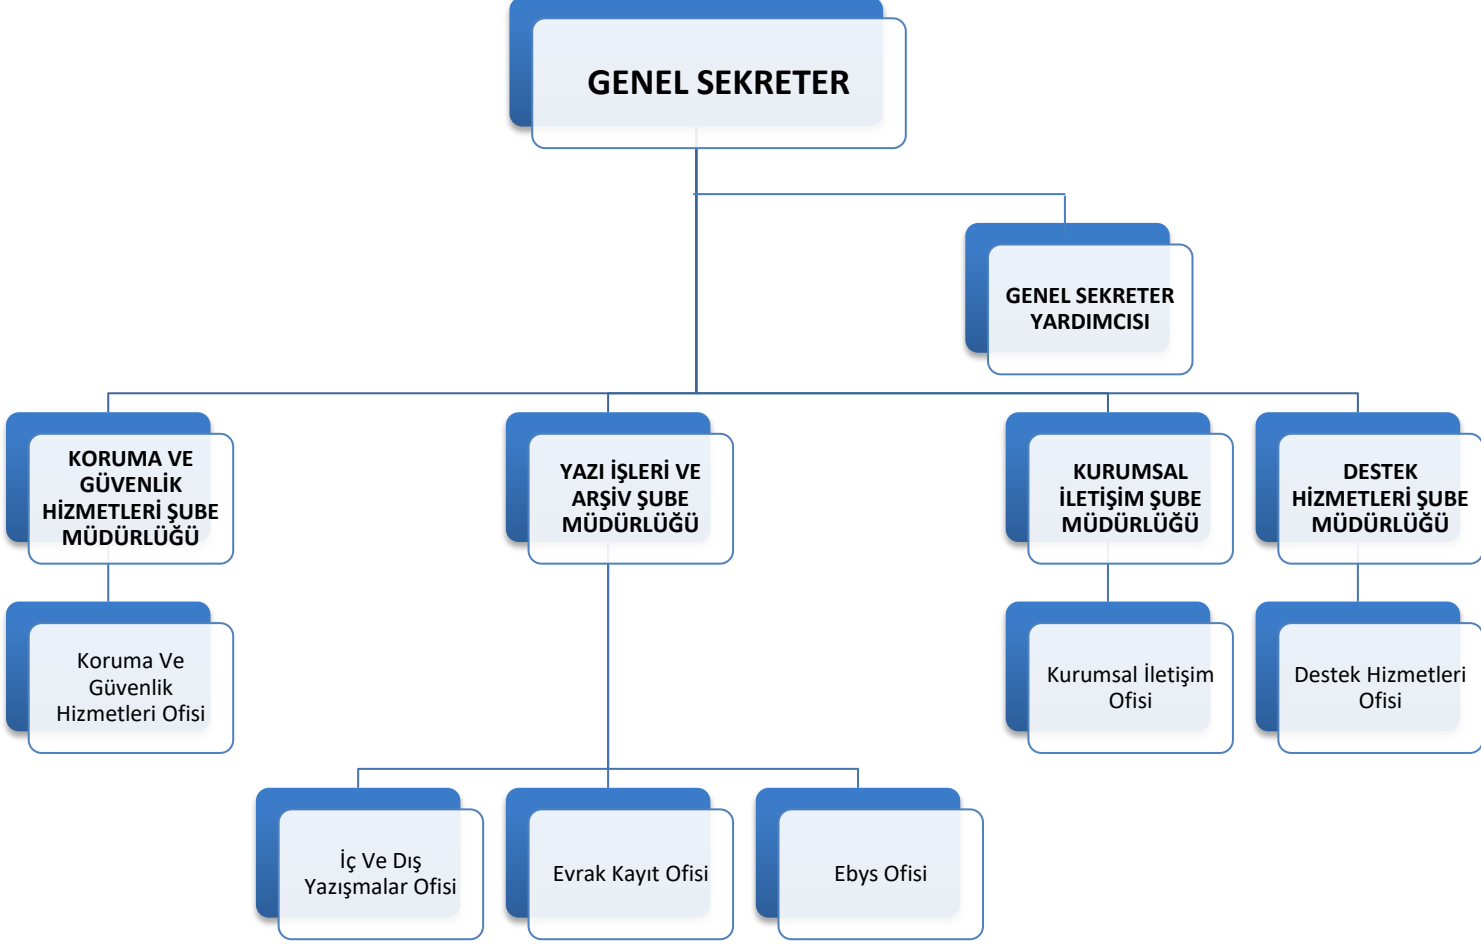 GENEL SEKRETER
GENEL SEKRETER
YARDIMCISI
KORUMA VE
GÜVENLİK
HİZMETLERİ ŞUBE
MÜDÜRLÜĞÜ
YAZI İŞLERİ VE
ARŞİV ŞUBE
MÜDÜRLÜĞÜ
KURUMSAL
İLETİŞİM ŞUBE
MÜDÜRLÜĞÜ
DESTEK
HİZMETLERİ ŞUBE
MÜDÜRLÜĞÜ
Koruma Ve
Güvenlik
Hizmetleri Ofisi
Kurumsal İletişim
Ofisi
Destek Hizmetleri
Ofisi
İç Ve Dış
Yazışmalar Ofisi
Evrak Kayıt Ofisi
Ebys Ofisi